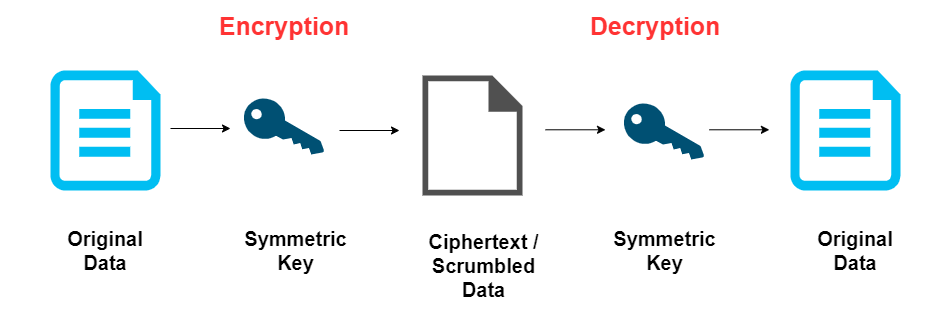 Encryption
Decryption
Original
Data
Symmetric
Key
Ciphertext /
Scrumbled
Data
Symmetric
Key
Original
Data